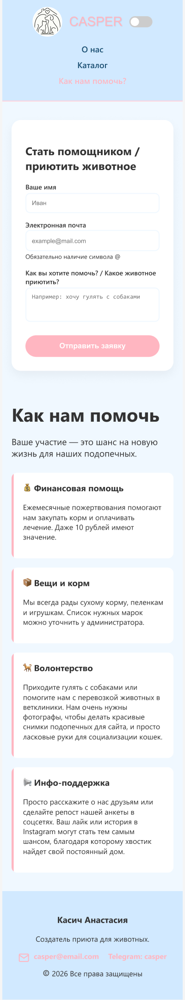 CASPER
О нас
Каталог
Как нам помочь?
Стать помощником /
приютить животное
Ваше имя
Иван
Электронная почта
example@mail.com
Обязательно наличие символа @
Как вы хотите помочь? / Какое животное
приютить?
Например: хочу гулять с собаками
Отправить заявку
Как нам помочь
Ваше участие — это шанс на новую
жизнь для наших подопечных.
💰 Финансовая помощь
Ежемесячные пожертвования помогают
нам закупать корм и оплачивать
лечение. Даже 10 рублей имеют
значение.
📦 Вещи и корм
Мы всегда рады сухому корму, пеленкам
и игрушкам. Список нужных марок
можно уточнить у администратора.
🐕 Волонтерство
Приходите гулять с собаками или
помогите нам с перевозкой животных в
ветклиники. Нам очень нужны
фотографы, чтобы делать красивые
снимки подопечных для сайта, и просто
ласковые руки для социализации кошек.
📢 Инфо-поддержка
Просто расскажите о нас друзьям или
сделайте репост нашей анкеты в
соцсетях. Ваш лайк или история в
Instagram могут стать тем самым
шансом, благодаря которому хвостик
найдет свой постоянный дом.
Касич Анастасия
Создатель приюта для животных.
casper@email.com Telegram: casper
© 2026 Все права защищены